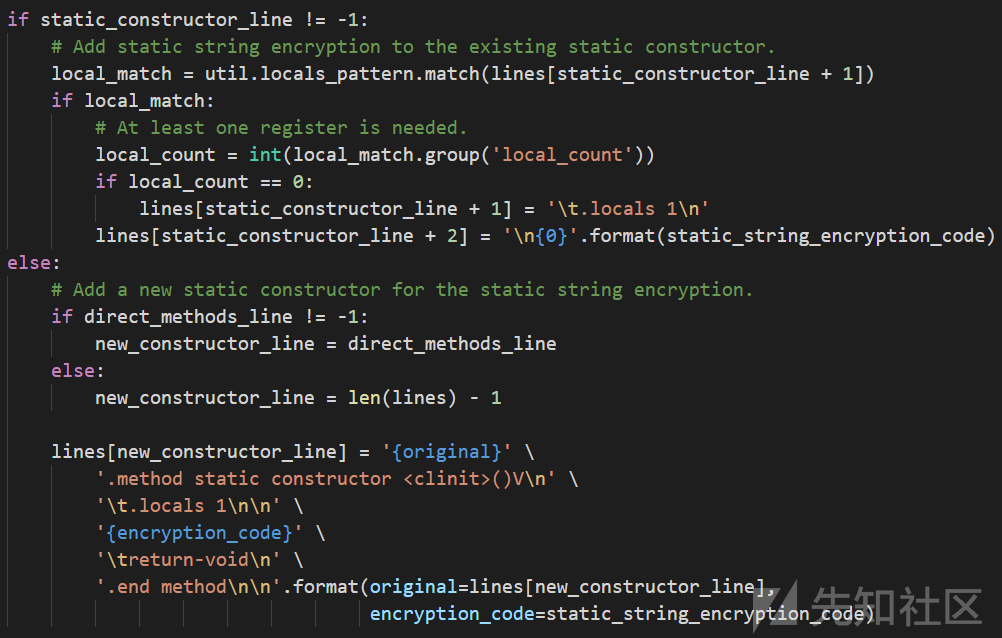 if static_constructor_line != -1:
    # Add static string encryption to the existing static constructor.
    local_match = util.locals_pattern.match(lines[static_constructor_line + 1])
    if local_match:
        # At least one register is needed.
        local_count = int(local_match.group('local_count'))
        if local_count == 0:
            lines[static_constructor_line + 1] = '\t.locals 1\n'
        lines[static_constructor_line + 2] = '\n{0}'.format(static_string_encryption_code)
else:
    # Add a new static constructor for the static string encryption.
    if direct_methods_line != -1:
        new_constructor_line = direct_methods_line
    else:
        new_constructor_line = len(lines) - 1

    lines[new_constructor_line] = '{original}' \
        '.method static constructor <clinit>()V\n' \
        '\t.locals 1\n\n' \
        '{encryption_code}' \
        '\treturn-void\n' \
        '.end method\n\n'.format(original=lines[new_constructor_line],
                                 encryption_code=static_string_encryption_code)
先知社区